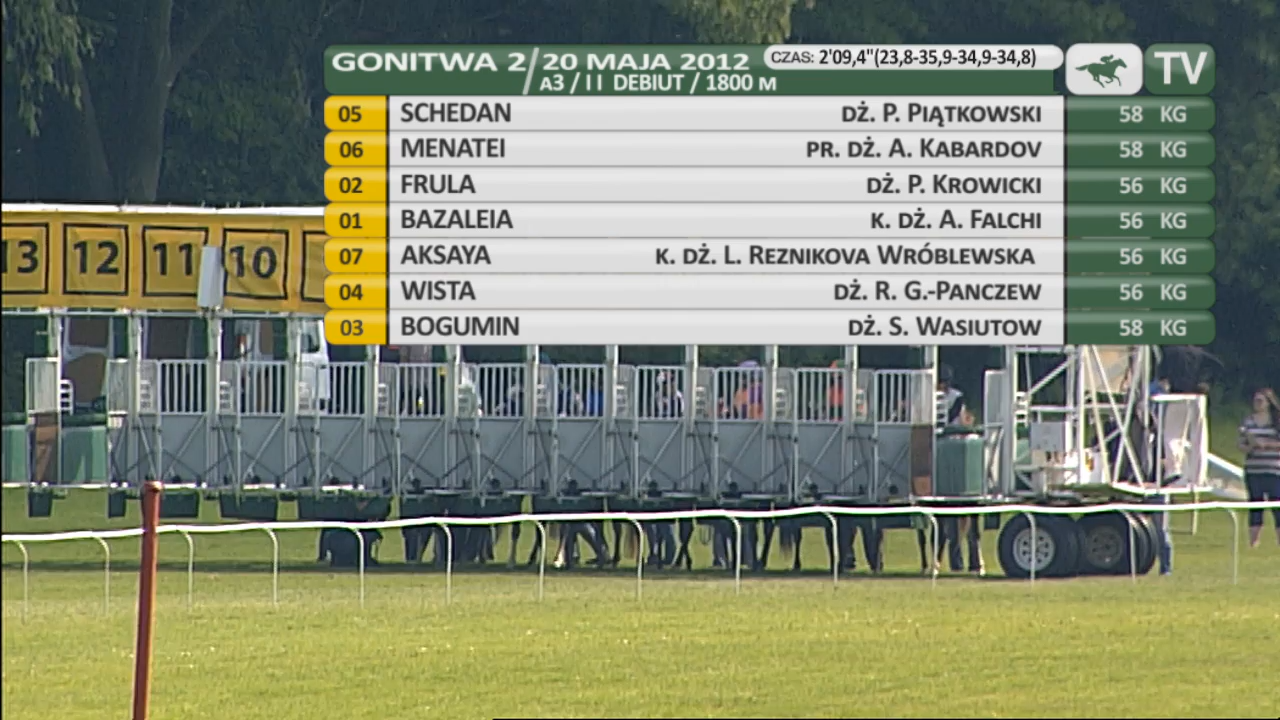 GONITWA 2/20 MAJA 2012 CZAS: 2'09,4"(23,8-35,9-34,9-34,8) TV
A3 / II DEBIUT / 1800 M
05 SCHEDAN DŻ. P. PIĄTKOWSKI 58 KG
06 MENATEI PR. DŻ. A. KABARDOV 58 KG
02 FRULA DŻ. P. KROWICKI 56 KG
01 BAZALEIA K. DŻ. A. FALCHI 56 KG
07 AKSAYA K. DŻ. L. REZNIKOVA WRÓBLEWSKA 56 KG
04 WISTA DŻ. R. G.-PANCZEW 56 KG
03 BOGUMIN DŻ. S. WASIUTOW 58 KG
13 12 11 10